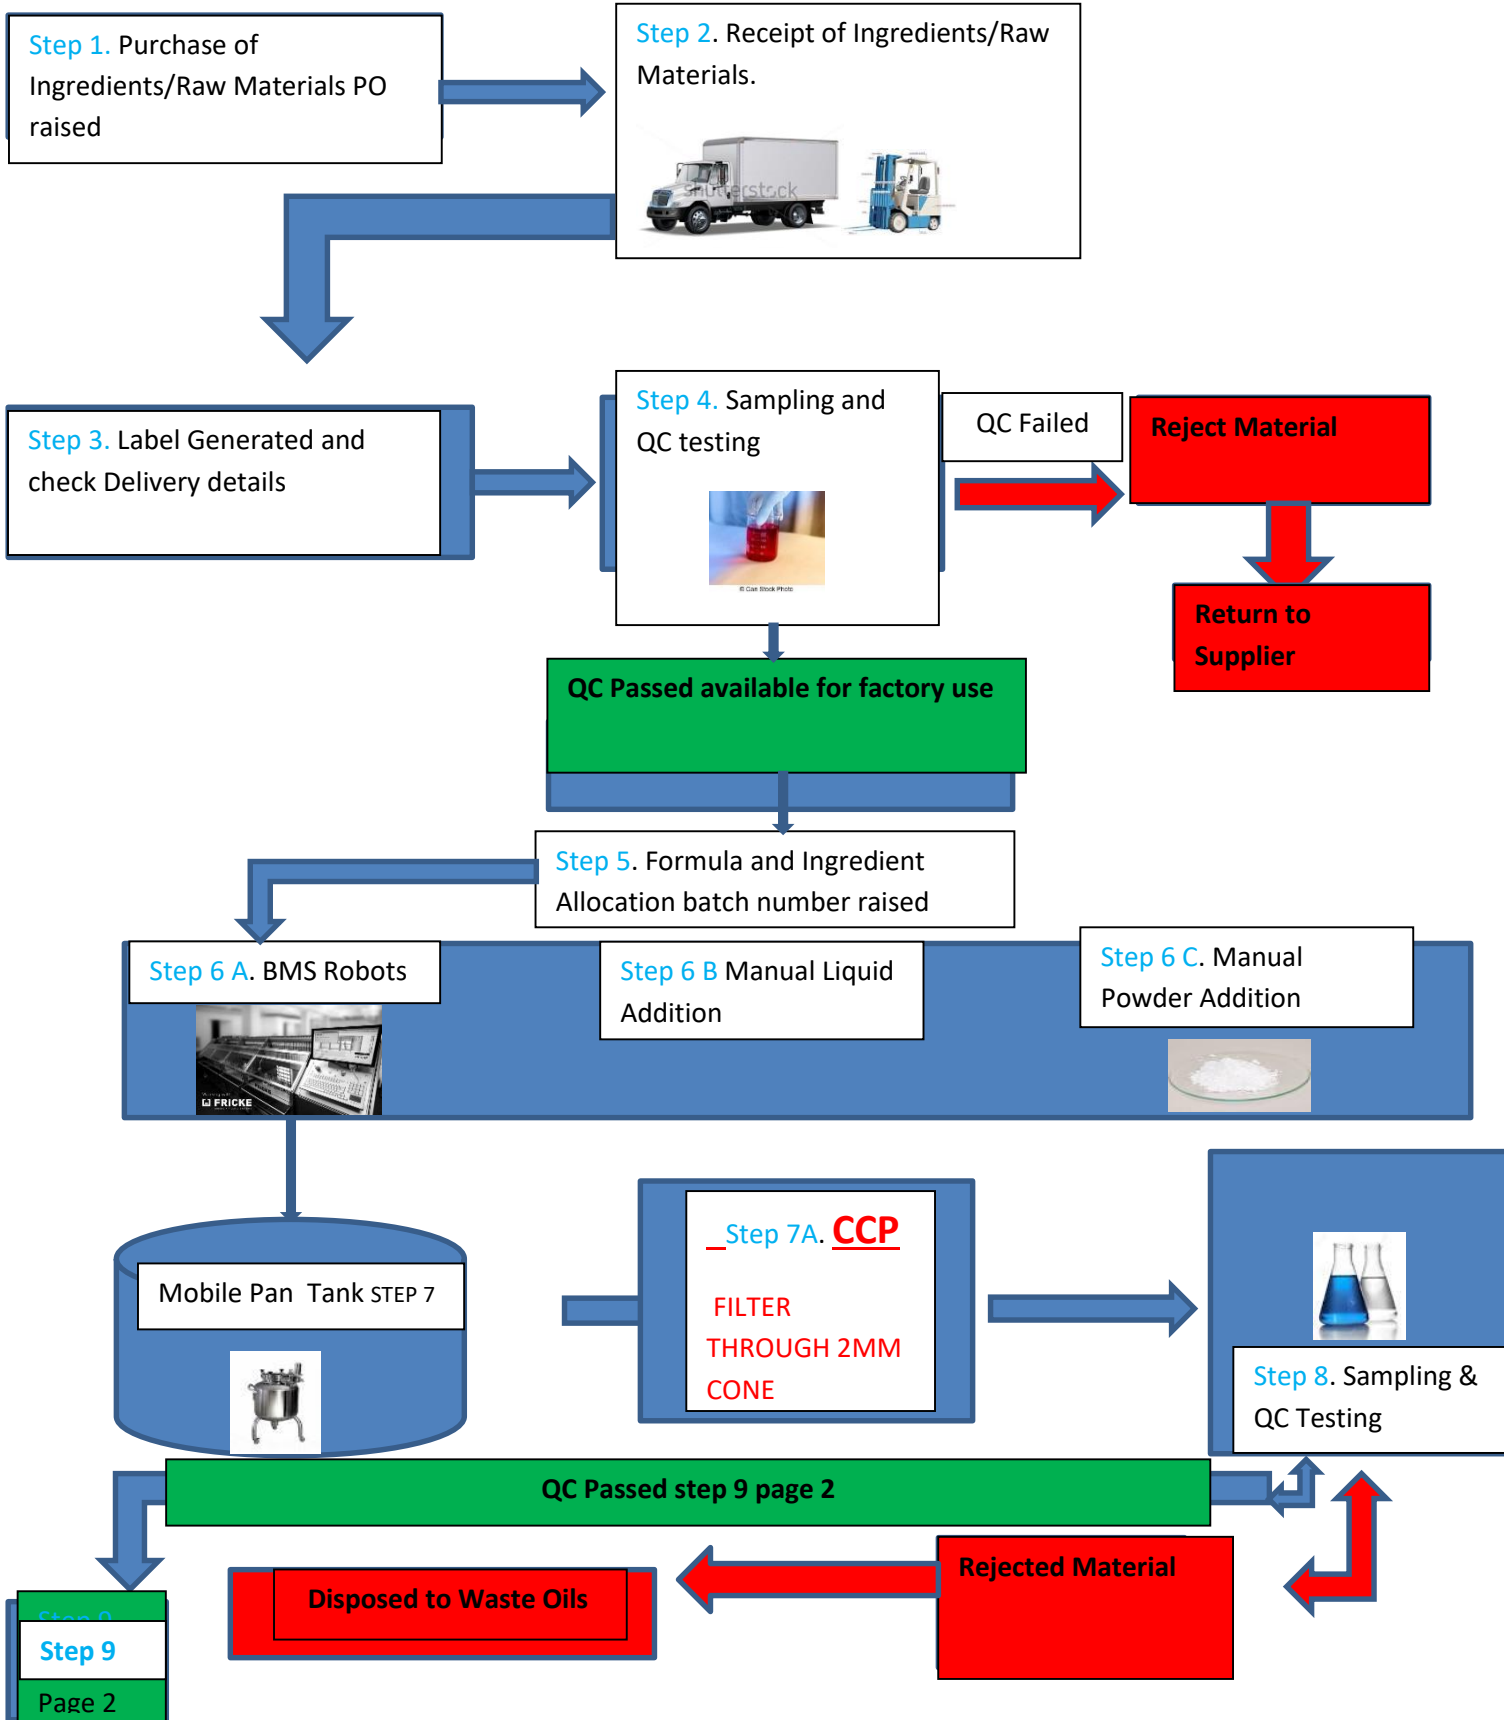 Step 1. Purchase of
Ingredients/Raw Materials PO
raised
Step 2. Receipt of Ingredients/Raw
Materials.
shutterstock
Step 3. Label Generated and
check Delivery details
Step 4. Sampling and
QC testing
© Can Stock Photo
QC Failed
Reject Material
Return to
Supplier
QC Passed available for factory use
Step 5. Formula and Ingredient
Allocation batch number raised
Step 6 A. BMS Robots
FRICKE
Step 6 B Manual Liquid
Addition
Step 6 C. Manual
Powder Addition
Mobile Pan Tank STEP 7
Step 7A. CCP
FILTER
THROUGH 2MM
CONE
Step 8. Sampling &
QC Testing
QC Passed step 9 page 2
Rejected Material
Disposed to Waste Oils
Step 9
Page 2